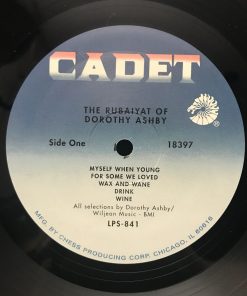 CADET
®
THE RUBAIYAT OF
DOROTHY ASHBY
Side One
18397
MYSELF WHEN YOUNG
FOR SOME WE LOVED
WAX AND WANE
DRINK
WINE
All selections by Dorothy Ashby/
Wiljean Music - BMI
LPS-841
MFG. BY CHESS PRODUCING CORP. CHICAGO, IL 60616